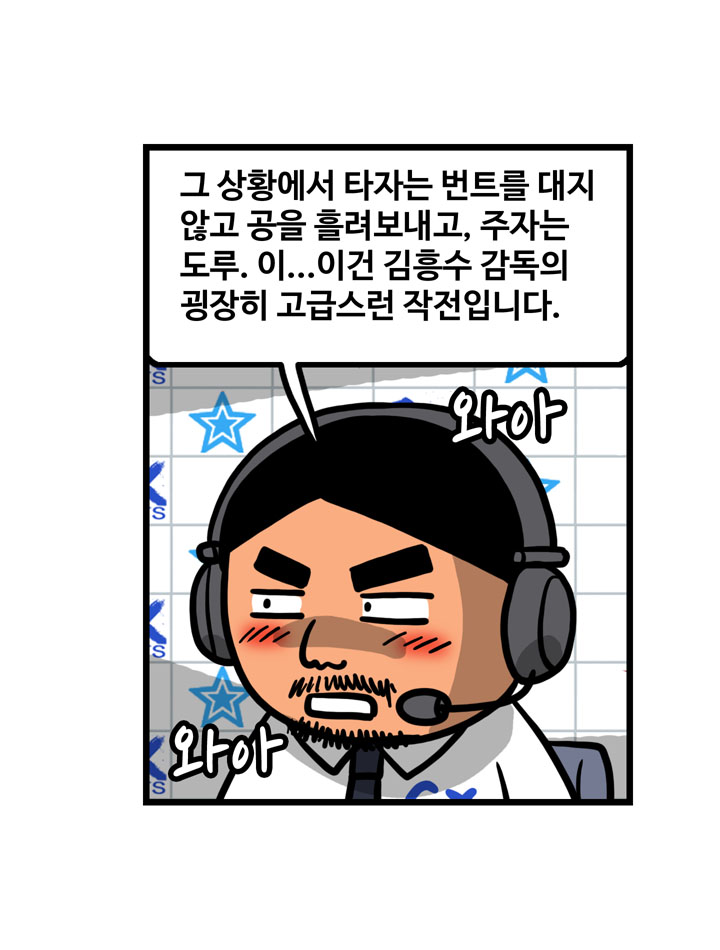 그 상황에서 타자는 번트를 대지
않고 공을 흘려보내고, 주자는
도루. 이...이건 김흥수 감독의
굉장히 고급스런 작전입니다.
와아
와아